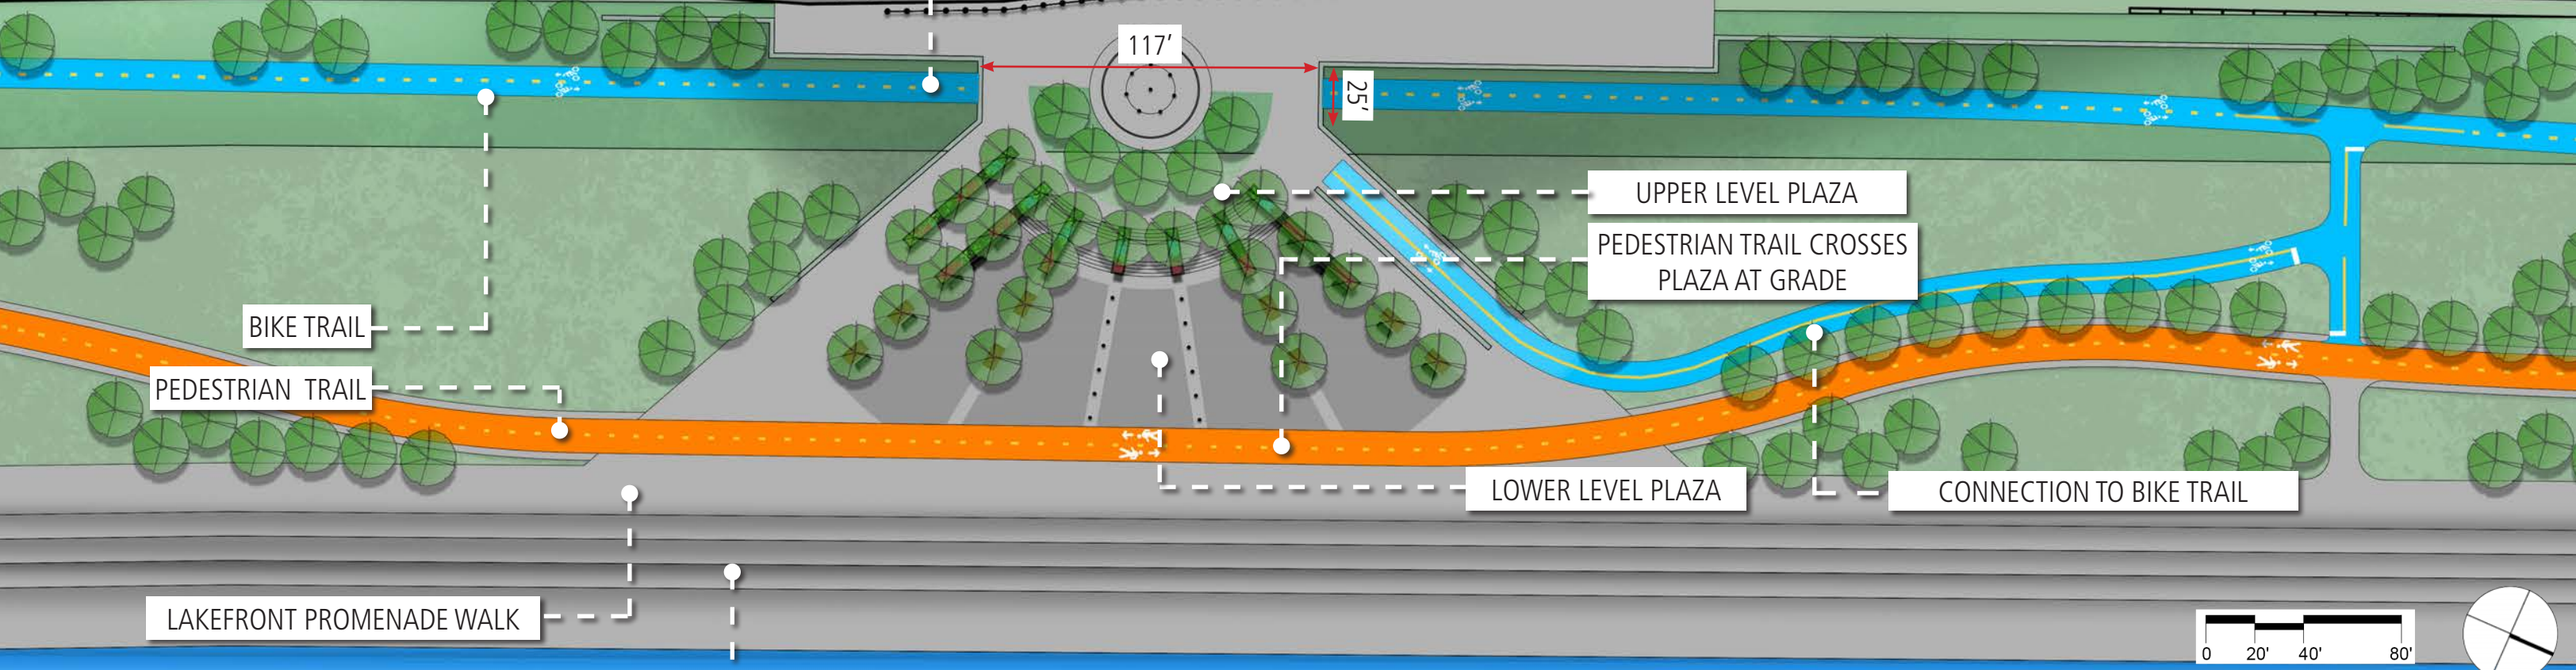 117’
25’
UPPER LEVEL PLAZA
PEDESTRIAN TRAIL CROSSES
PLAZA AT GRADE
BIKE TRAIL
PEDESTRIAN TRAIL
LOWER LEVEL PLAZA
CONNECTION TO BIKE TRAIL
LAKEFRONT PROMENADE WALK
0 20' 40' 80'